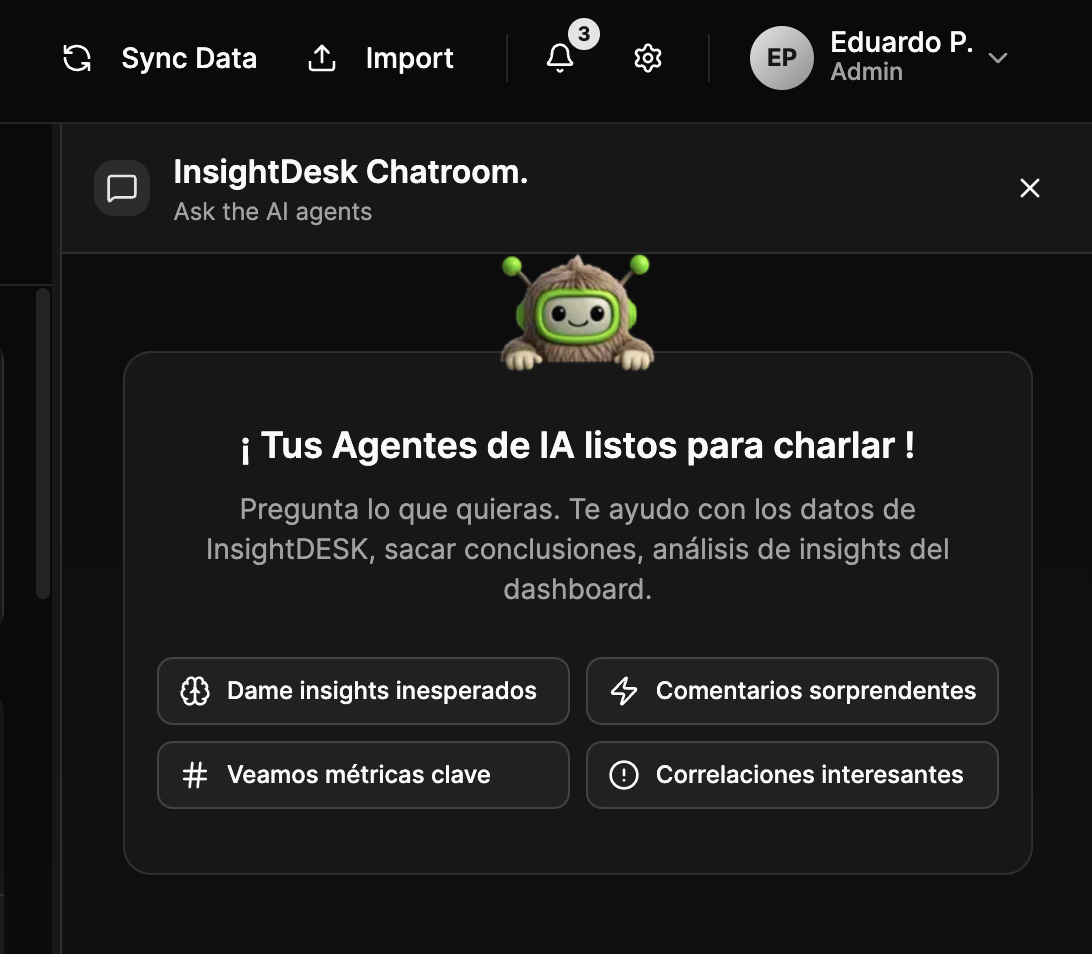 Sync Data
Import
3
EP
Eduardo P.
Admin
InsightDesk Chatroom.
Ask the AI agents
¡ Tus Agentes de IA listos para charlar !
Pregunta lo que quieras. Te ayudo con los datos de
InsightDESK, sacar conclusiones, análisis de insights del
dashboard.
Dame insights inesperados
Comentarios sorprendentes
Veamos métricas clave
Correlaciones interesantes